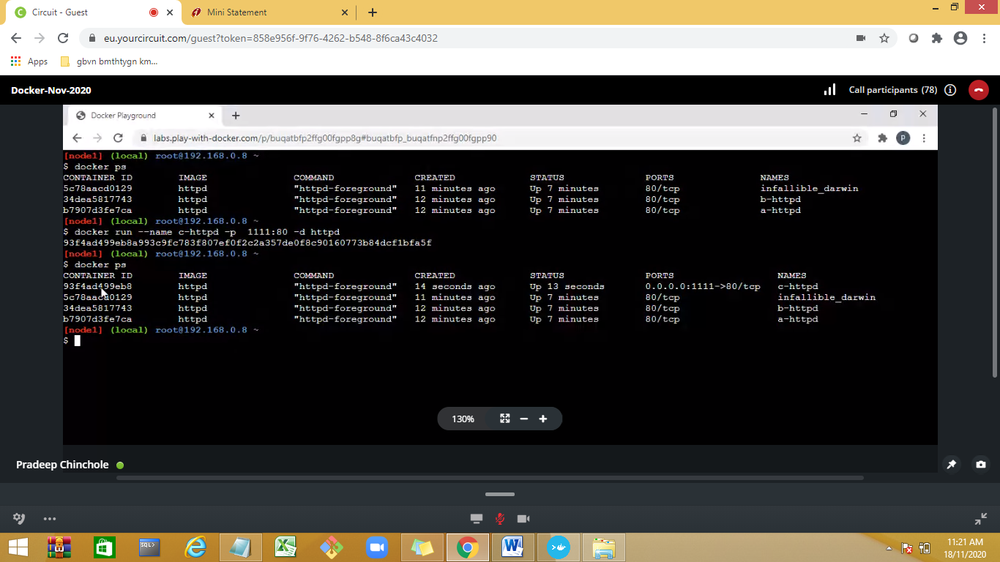 Circuit - Guest
Mini Statement
eu.yourcircuit.com/guest?token=858e956f-9f76-4262-b548-8f6ca43c4032
Apps
gbvn bmthtygn km...
Docker-Nov-2020
Call participants (78)
Docker Playground
labs.play-with-docker.com/p/buqatbfp2ffg00fgpp8g#buqatbfp_buqatfnp2ffg00fgpp90
P
[node1] (local) root@192.168.0.8 ~
$ docker ps
CONTAINER ID IMAGE COMMAND CREATED STATUS PORTS NAMES
5c78aacd0129 httpd "httpd-foreground" 11 minutes ago Up 7 minutes 80/tcp infallible_darwin
34dea5817743 httpd "httpd-foreground" 12 minutes ago Up 7 minutes 80/tcp b-httpd
b7907d3fe7ca httpd "httpd-foreground" 12 minutes ago Up 7 minutes 80/tcp a-httpd
[node1] (local) root@192.168.0.8 ~
$ docker run --name c-httpd -p 1111:80 -d httpd
93f4ad499eb8a993c9fc783f807ef0f2c2a357de0f8c90160773b84dcf1bfa5f
[node1] (local) root@192.168.0.8 ~
$ docker ps
CONTAINER ID IMAGE COMMAND CREATED STATUS PORTS NAMES
93f4ad499eb8 httpd "httpd-foreground" 14 seconds ago Up 13 seconds 0.0.0.0:1111->80/tcp c-httpd
5c78aacd0129 httpd "httpd-foreground" 11 minutes ago Up 7 minutes 80/tcp infallible_darwin
34dea5817743 httpd "httpd-foreground" 12 minutes ago Up 7 minutes 80/tcp b-httpd
b7907d3fe7ca httpd "httpd-foreground" 12 minutes ago Up 7 minutes 80/tcp a-httpd
[node1] (local) root@192.168.0.8 ~
$
130%
Pradeep Chinchole
SQL>
11:21 AM
18/11/2020